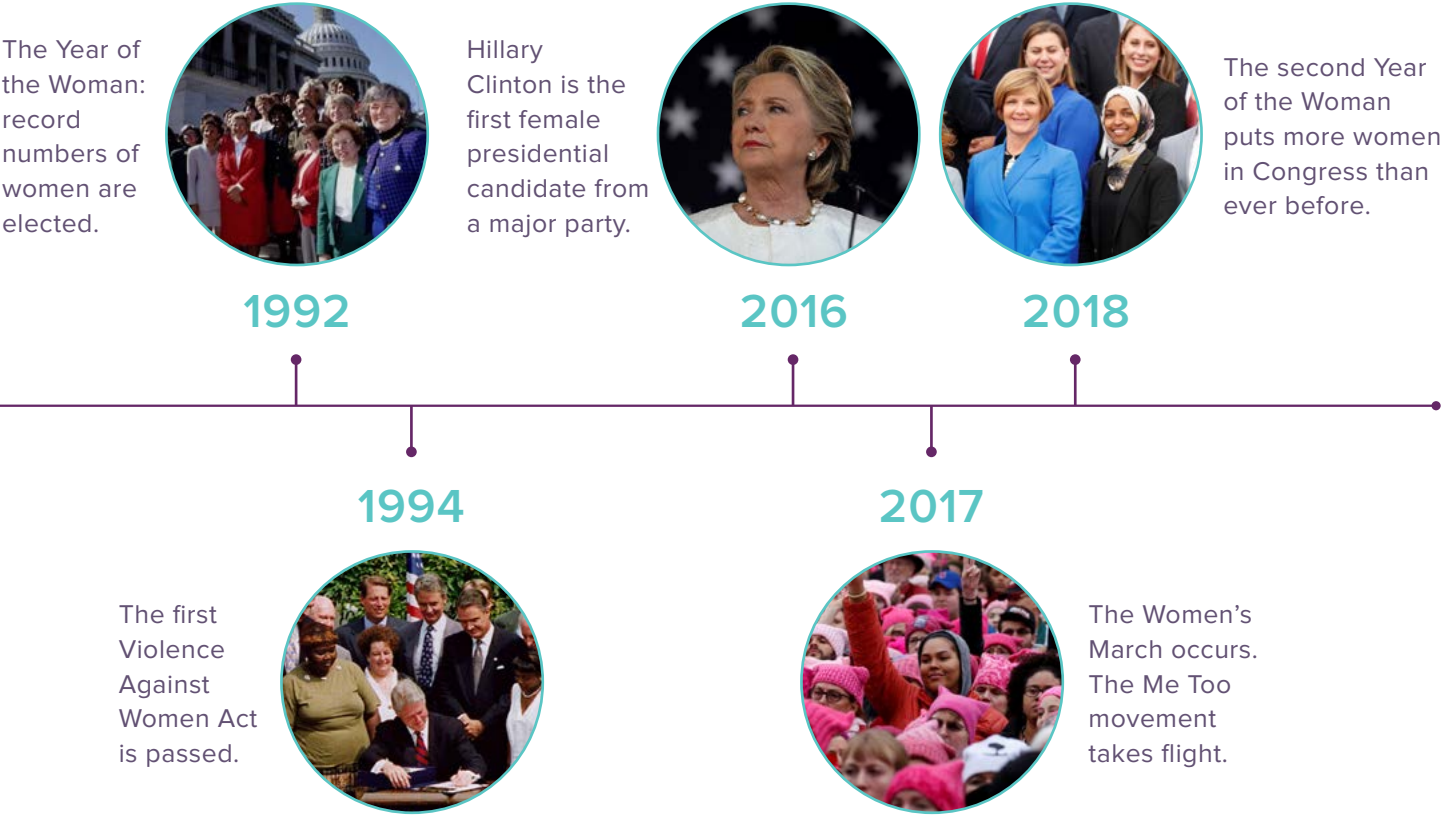 The Year of
the Woman:
record
numbers of
women are
elected.
1992
Hillary
Clinton is the
first female
presidential
candidate from
a major party.
2016
2018
The second Year
of the Woman
puts more women
in Congress than
ever before.
1994
The first
Violence
Against
Women Act
is passed.
2017
The Women’s
March occurs.
The Me Too
movement
takes flight.